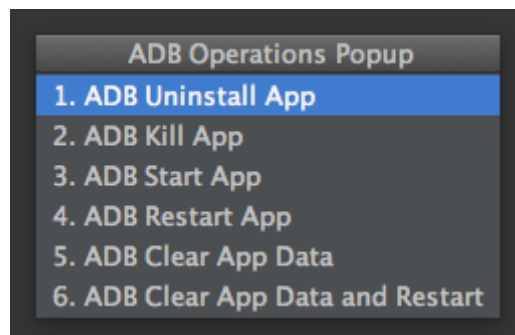 ADB Operations Popup
1. ADB Uninstall App
2. ADB Kill App
3. ADB Start App
4. ADB Restart App
5. ADB Clear App Data
6. ADB Clear App Data and Restart